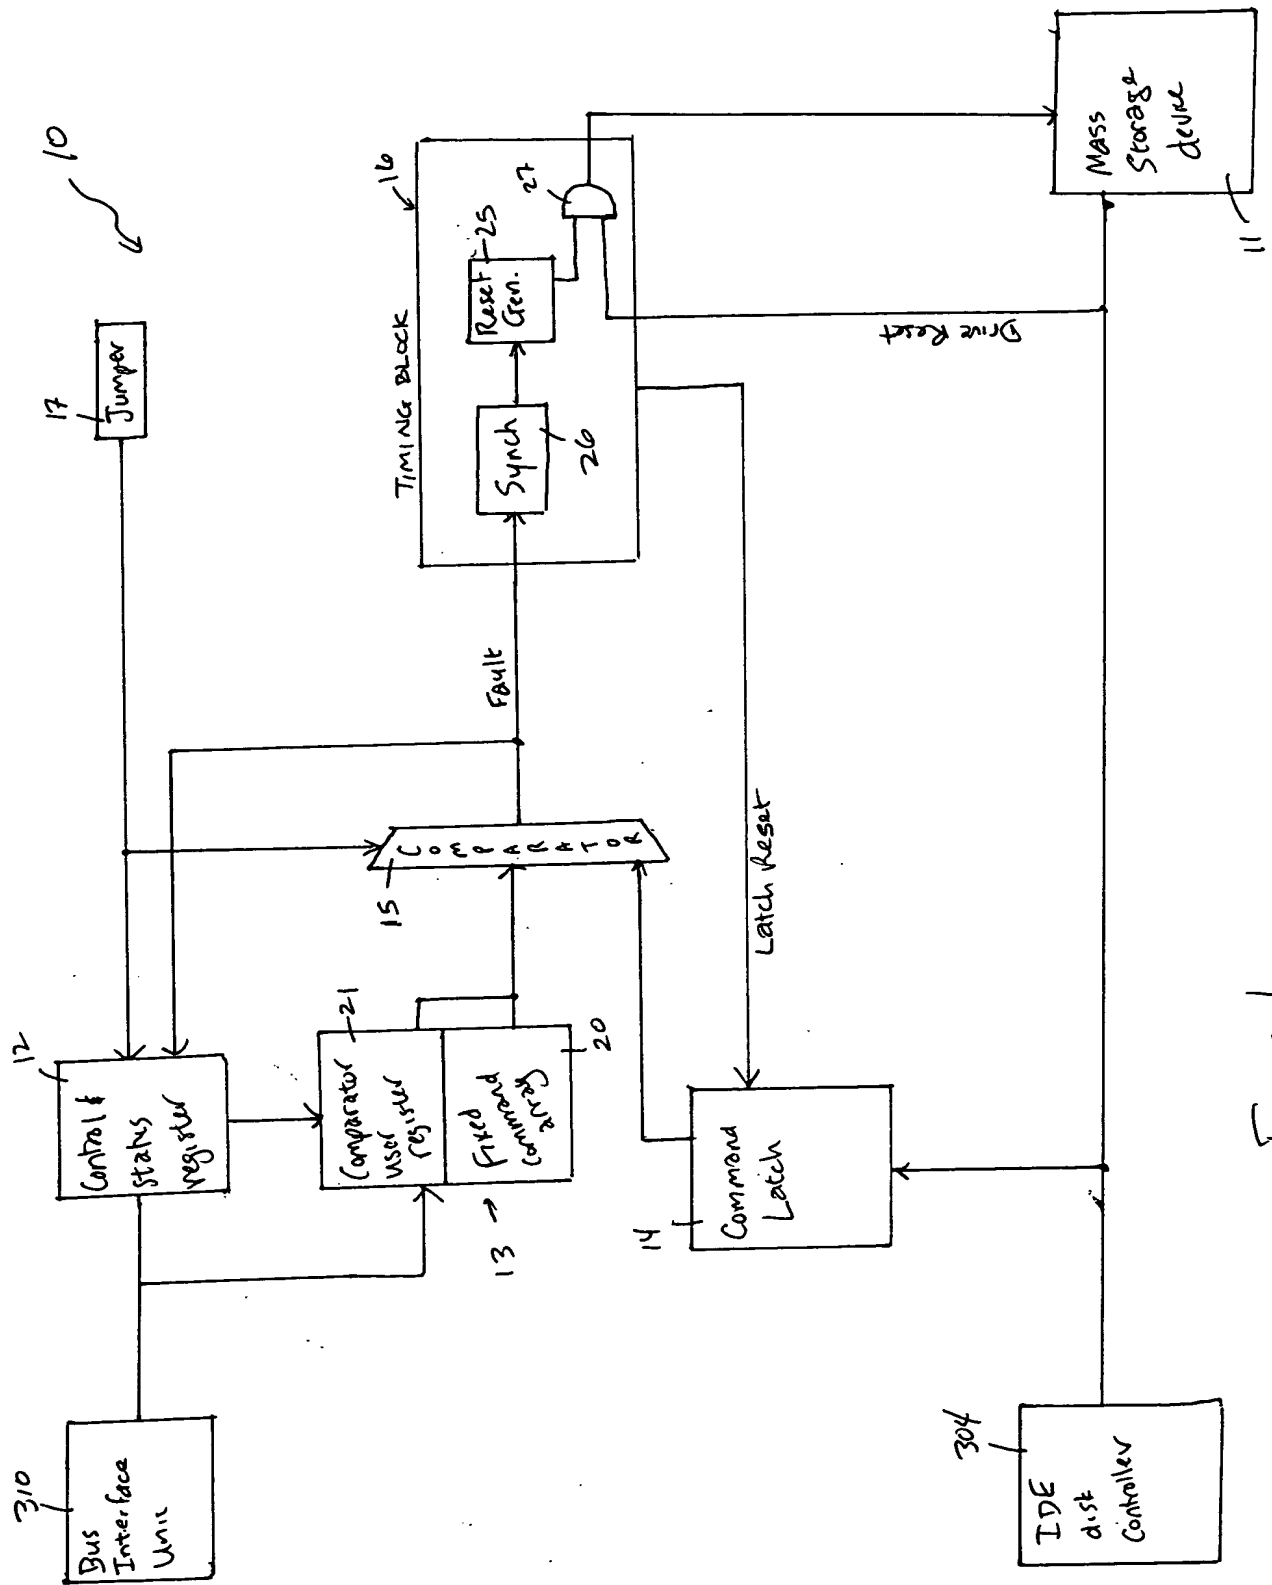 10
310
Bus
Interface
Unit
12
Control &
status
register
17
Jumper
21
Comparator
user
register
Fixed
command
array
20
13
15
COMPARATOR
Fault
TIMING BLOCK
16
Synch
26
Reset
Gen.
25
27
14
Command
Latch
Latch Reset
Drive Reset
304
IDE
disk
Controller
Mass
Storage
device
11